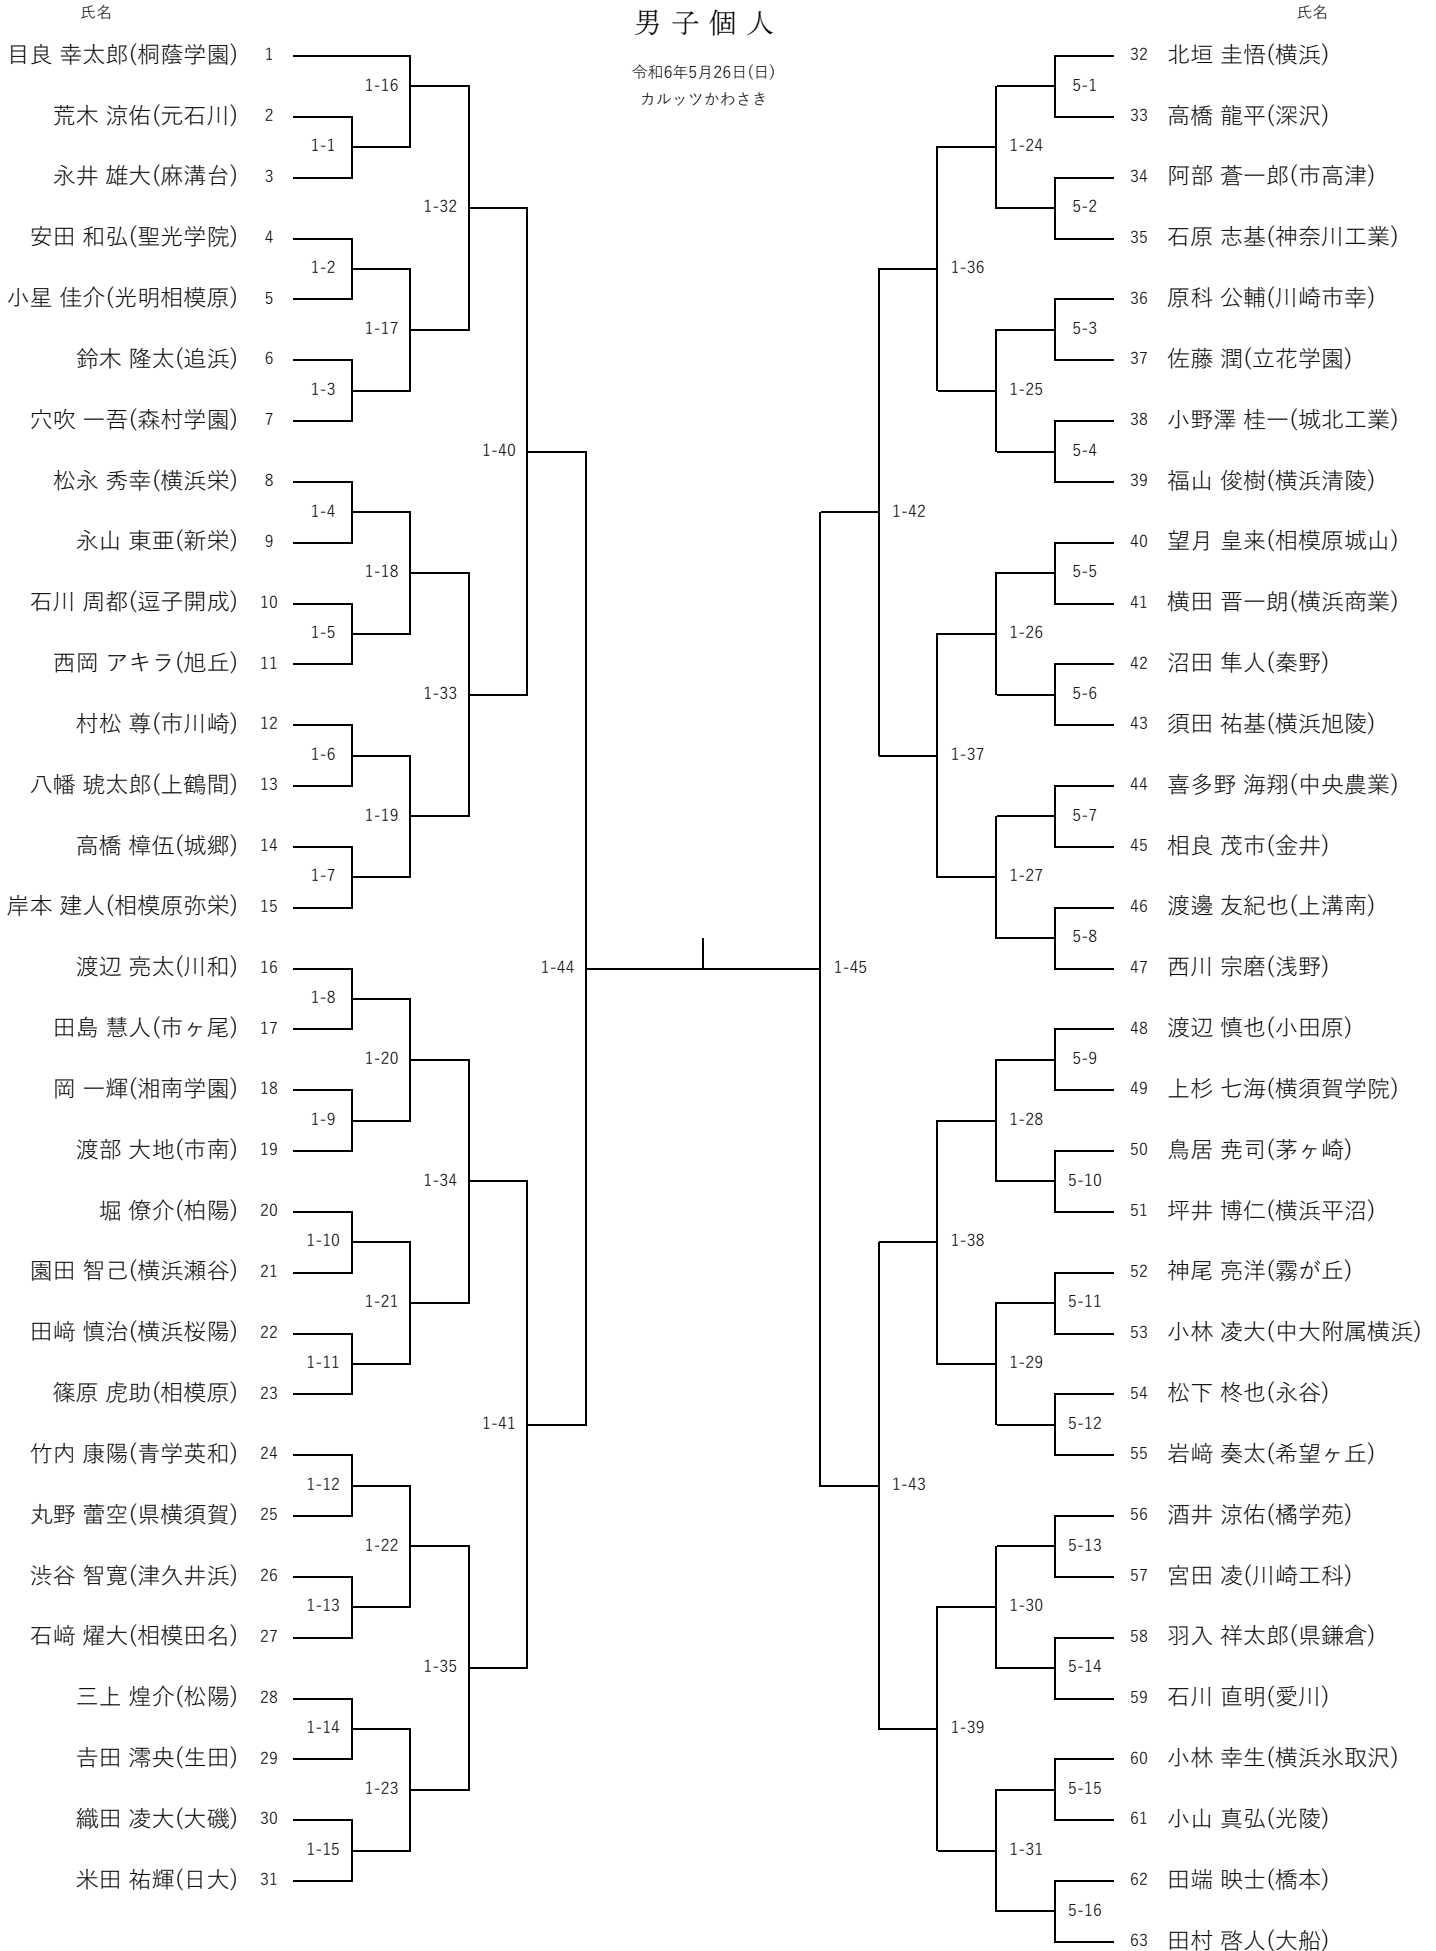 氏名
男子個人
氏名
令和6年5月26日(日)
カルッツかわさき
目良 幸太郎(桐蔭学園) 1
1-16
荒木 涼佑(元石川) 2
1-1
永井 雄大(麻溝台) 3
1-32
安田 和弘(聖光学院) 4
1-2
小星 佳介(光明相模原) 5
1-17
鈴木 隆太(追浜) 6
1-3
穴吹 一吾(森村学園) 7
1-40
松永 秀幸(横浜栄) 8
1-4
永山 東亜(新栄) 9
1-18
石川 周都(逗子開成) 10
1-5
西岡 アキラ(旭丘) 11
1-33
村松 尊(市川崎) 12
1-6
八幡 琥太郎(上鶴間) 13
1-19
高橋 樟伍(城郷) 14
1-7
岸本 建人(相模原弥栄) 15
1-44
渡辺 亮太(川和) 16
1-8
田島 慧人(市ヶ尾) 17
1-20
岡 一輝(湘南学園) 18
1-9
渡部 大地(市南) 19
1-34
堀 僚介(柏陽) 20
1-10
園田 智己(横浜瀬谷) 21
1-21
田﨑 慎治(横浜桜陽) 22
1-11
篠原 虎助(相模原) 23
1-41
竹内 康陽(青学英和) 24
1-12
丸野 蕾空(県横須賀) 25
1-22
渋谷 智寛(津久井浜) 26
1-13
石﨑 燿大(相模田名) 27
1-35
三上 煌介(松陽) 28
1-14
𠮷田 澪央(生田) 29
1-23
織田 凌大(大磯) 30
1-15
米田 祐輝(日大) 31
32 北垣 圭悟(横浜)
5-1
33 高橋 龍平(深沢)
1-24
34 阿部 蒼一郎(市高津)
5-2
35 石原 志基(神奈川工業)
1-36
36 原科 公輔(川崎市幸)
5-3
37 佐藤 潤(立花学園)
1-25
38 小野澤 桂一(城北工業)
5-4
39 福山 俊樹(横浜清陵)
1-42
40 望月 皇来(相模原城山)
5-5
41 横田 晋一朗(横浜商業)
1-26
42 沼田 隼人(秦野)
5-6
43 須田 祐基(横浜旭陵)
1-37
44 喜多野 海翔(中央農業)
5-7
45 相良 茂市(金井)
1-27
46 渡邊 友紀也(上溝南)
5-8
47 西川 宗磨(浅野)
1-45
48 渡辺 慎也(小田原)
5-9
49 上杉 七海(横須賀学院)
1-28
50 鳥居 尭司(茅ヶ崎)
5-10
51 坪井 博仁(横浜平沼)
1-38
52 神尾 亮洋(霧が丘)
5-11
53 小林 凌大(中大附属横浜)
1-29
54 松下 柊也(永谷)
5-12
55 岩﨑 奏太(希望ヶ丘)
1-43
56 酒井 涼佑(橘学苑)
5-13
57 宮田 凌(川崎工科)
1-30
58 羽入 祥太郎(県鎌倉)
5-14
59 石川 直明(愛川)
1-39
60 小林 幸生(横浜氷取沢)
5-15
61 小山 真弘(光陵)
1-31
62 田端 映士(橋本)
5-16
63 田村 啓人(大船)